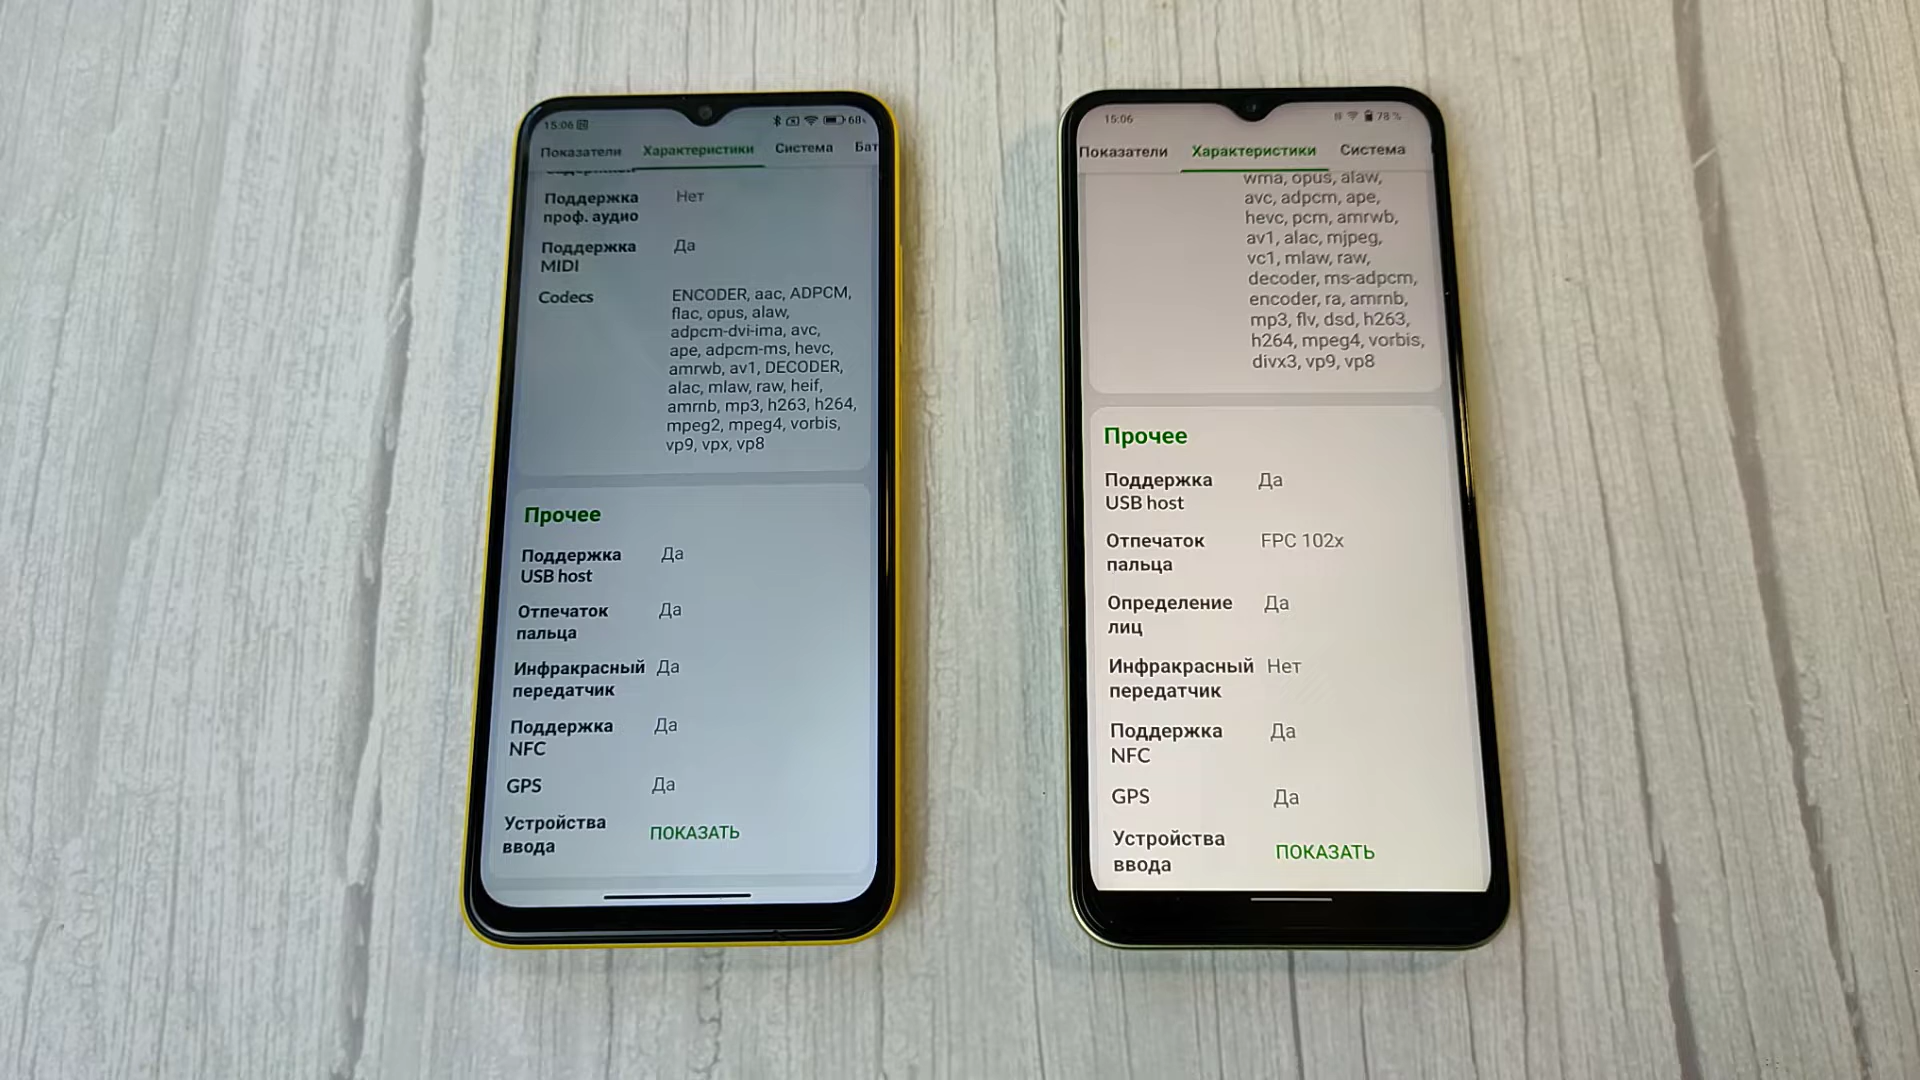 15:06
68%
Показатели
Характеристики
Система
Бат
Поддержка
проф. аудио
Нет
Поддержка
MIDI
Да
Codecs
ENCODER, aac, ADPCM,
flac, opus, alaw,
adpcm-dvi-ima, avc,
ape, adpcm-ms, hevc,
amrwb, av1, DECODER,
alac, mlaw, raw, heif,
amrnb, mp3, h263, h264,
mpeg2, mpeg4, vorbis,
vp9, vpx, vp8
Прочее
Поддержка
USB host
Да
Отпечаток
пальца
Да
Инфракрасный
передатчик
Да
Поддержка
NFC
Да
GPS
Да
Устройства
ввода
ПОКАЗАТЬ
15:06
78 %
Показатели
Характеристики
Система
wma, opus, alaw,
avc, adpcm, ape,
hevc, pcm, amrwb,
av1, alac, mjpeg,
vc1, mlaw, raw,
decoder, ms-adpcm,
encoder, ra, amrnb,
mp3, flv, dsd, h263,
h264, mpeg4, vorbis,
divx3, vp9, vp8
Прочее
Поддержка
USB host
Да
Отпечаток
пальца
FPC 102x
Определение
лиц
Да
Инфракрасный
передатчик
Нет
Поддержка
NFC
Да
GPS
Да
Устройства
ввода
ПОКАЗАТЬ